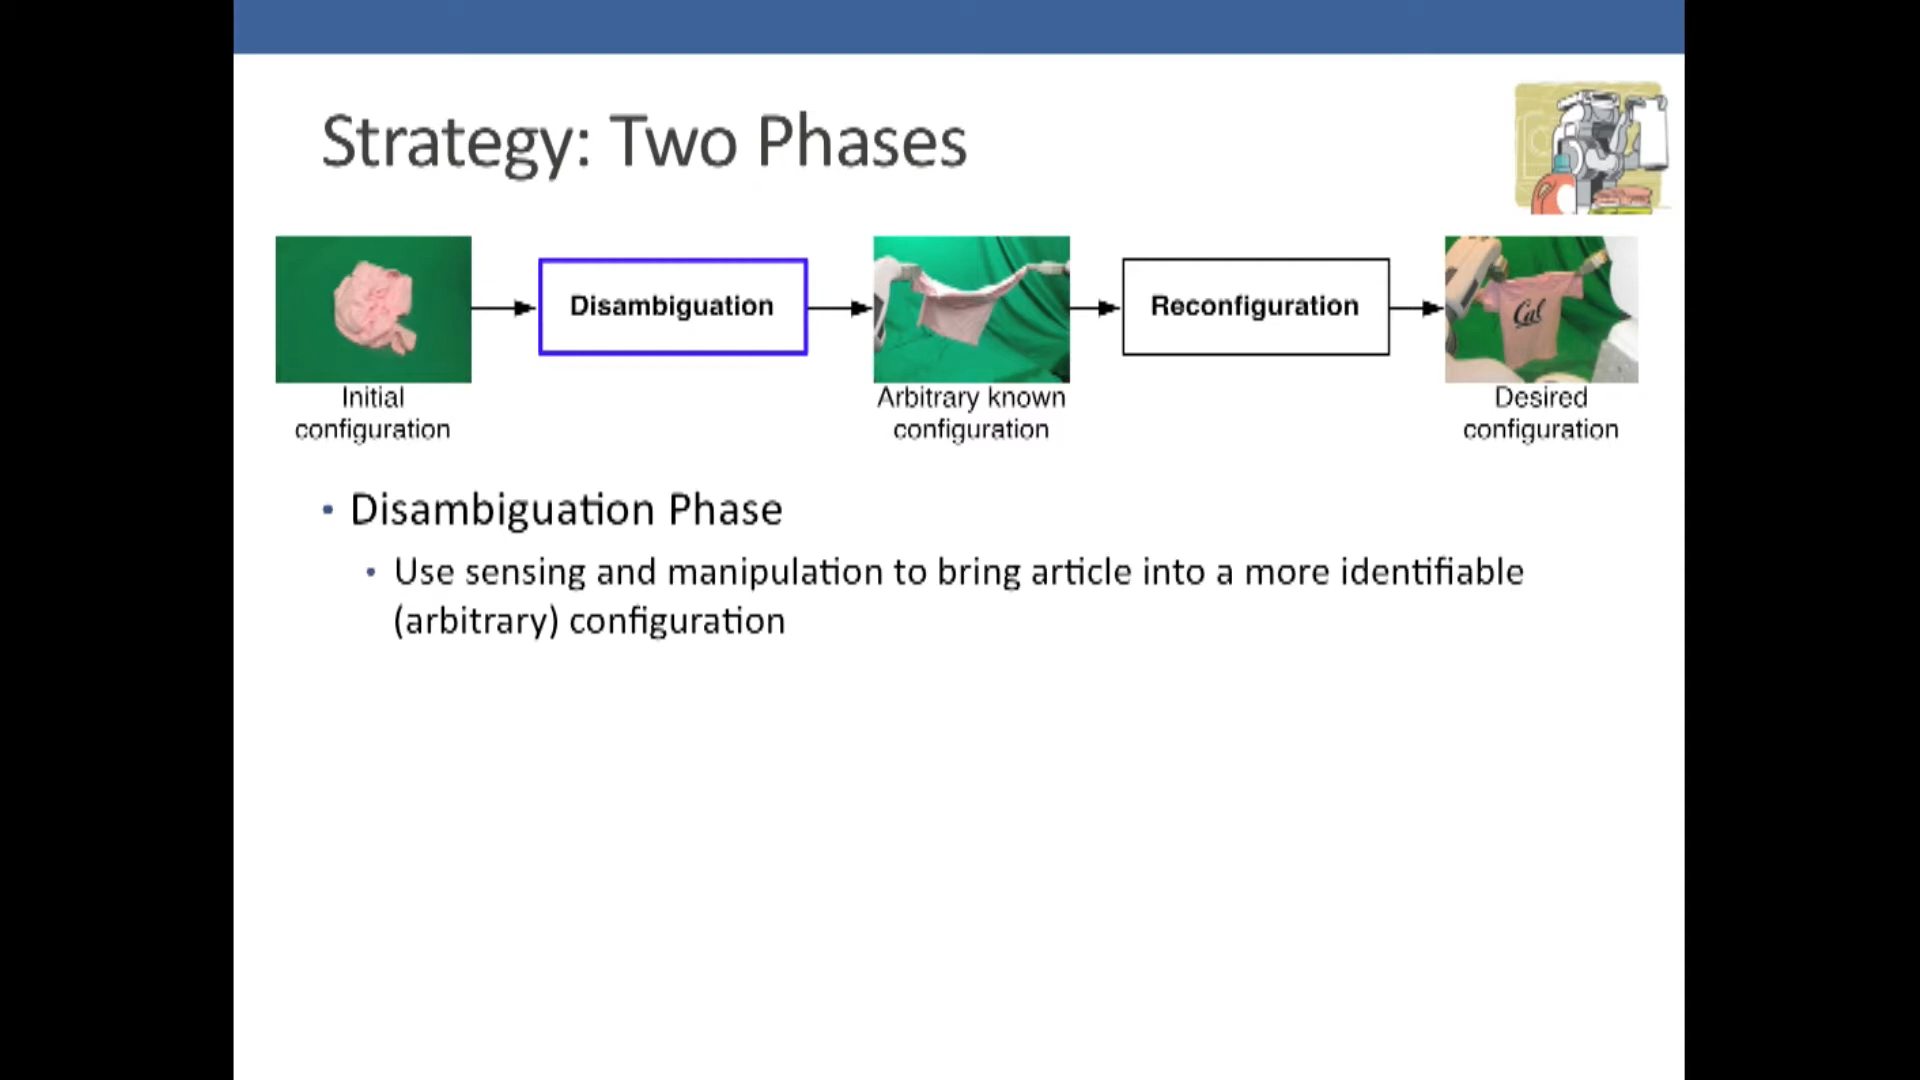 Strategy: Two Phases
Disambiguation
Reconfiguration
Cal
Initial
configuration
Arbitrary known
configuration
Desired
configuration
• Disambiguation Phase
• Use sensing and manipulation to bring article into a more identifiable
(arbitrary) configuration